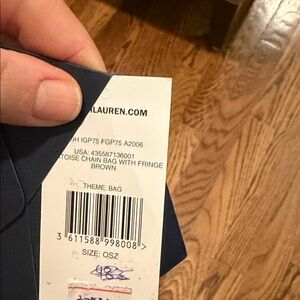 LAUREN.COM
IGP75 FGP75 A2006
USA: 435567136001
TOISE CHAIN BAG WITH FRINGE
BROWN
THEME: BAG
3 611588 998008 >
SIZE: OSZ